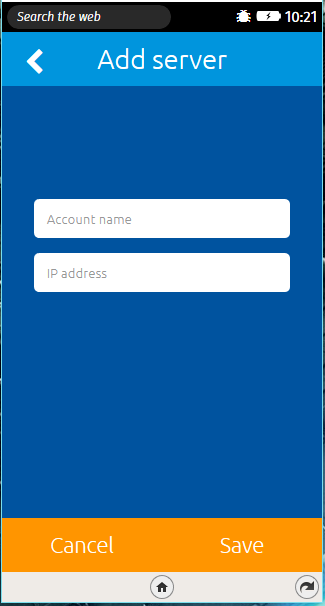 Search the web 10:21
Add server
Account name
IP address
Cancel Save